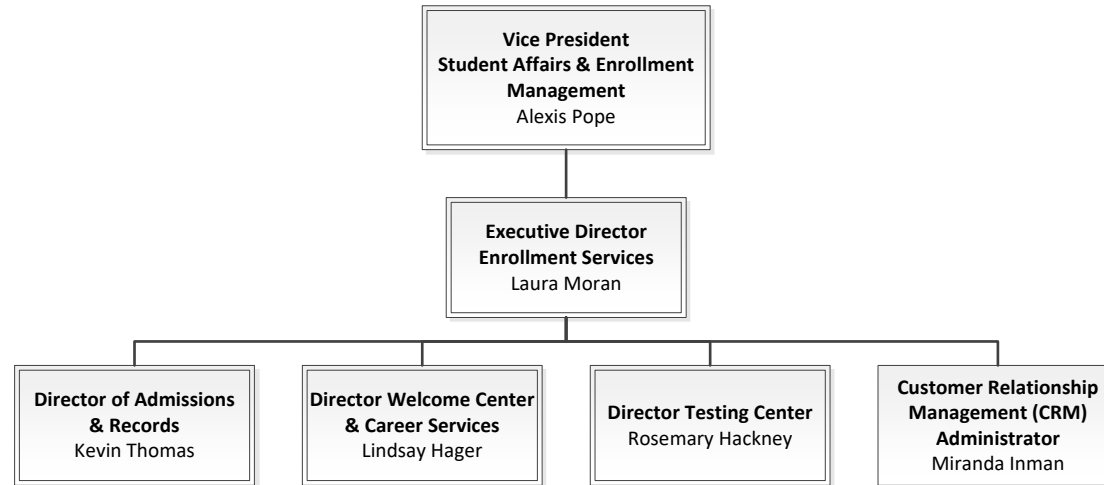 Vice President
Student Affairs & Enrollment
Management
Alexis Pope
Executive Director
Enrollment Services
Laura Moran
Director of Admissions
& Records
Kevin Thomas
Director Welcome Center
& Career Services
Lindsay Hager
Director Testing Center
Rosemary Hackney
Customer Relationship
Management (CRM)
Administrator
Miranda Inman